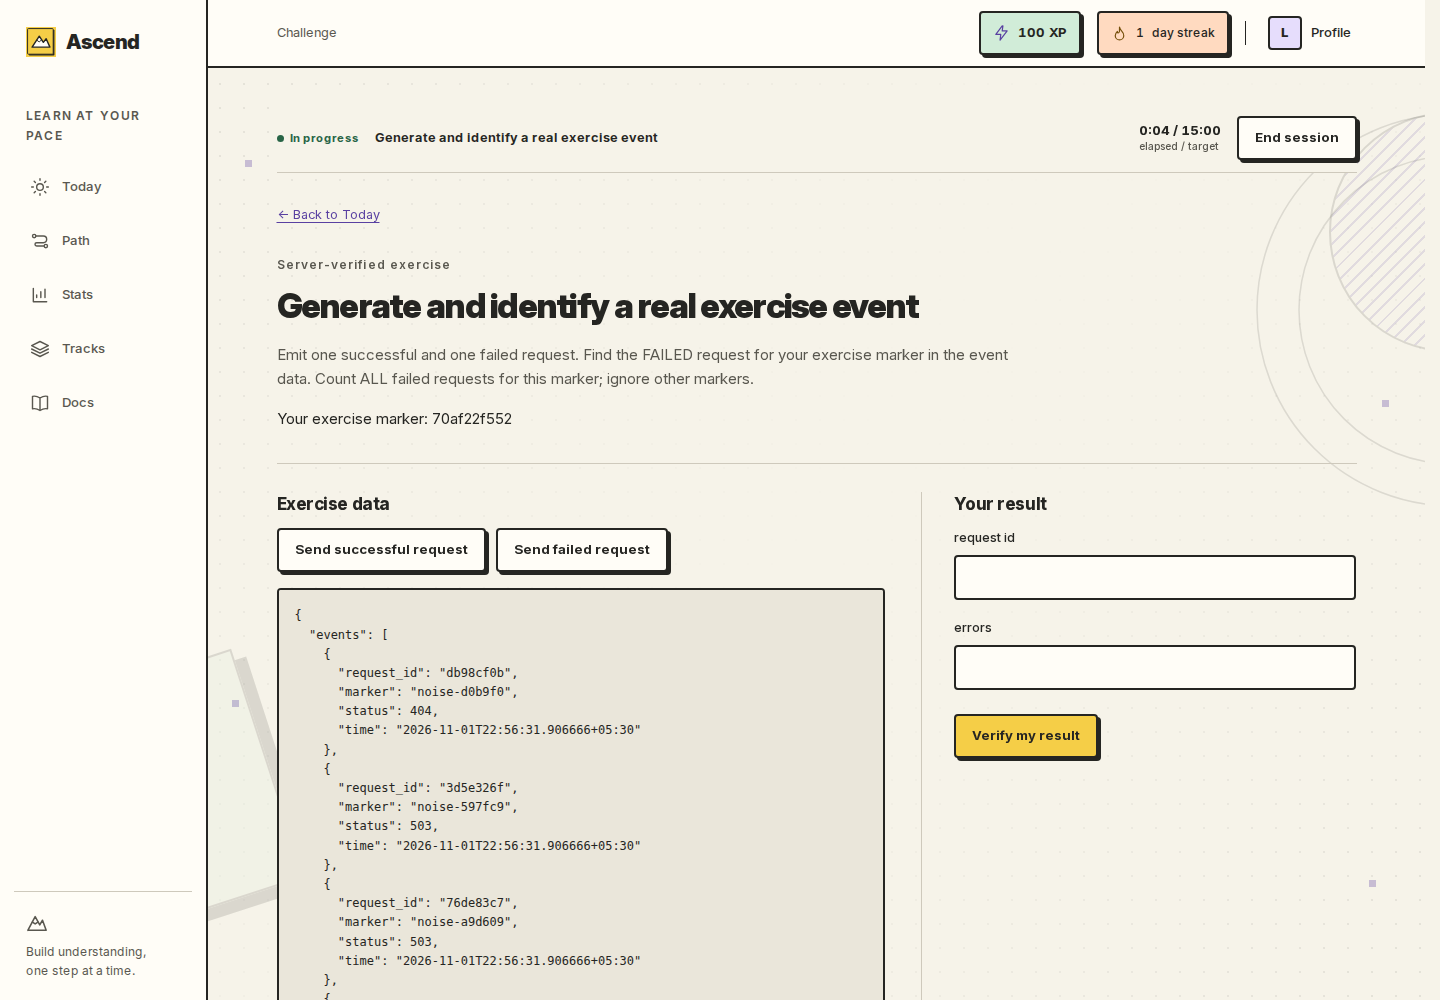 Ascend
LEARN AT YOUR
PACE
Today
Path
Stats
Tracks
Docs
Build understanding,
one step at a time.
Challenge
100 XP
1 day streak
L
Profile
In progress
Generate and identify a real exercise event
0:04 / 15:00
elapsed / target
End session
← Back to Today
Server-verified exercise
Generate and identify a real exercise event
Emit one successful and one failed request. Find the FAILED request for your exercise marker in the event
data. Count ALL failed requests for this marker; ignore other markers.
Your exercise marker: 70af22f552
Exercise data
Send successful request
Send failed request
{
"events": [
{
"request_id": "db98cf0b",
"marker": "noise-d0b9f0",
"status": 404,
"time": "2026-11-01T22:56:31.906666+05:30"
},
{
"request_id": "3d5e326f",
"marker": "noise-597fc9",
"status": 503,
"time": "2026-11-01T22:56:31.906666+05:30"
},
{
"request_id": "76de83c7",
"marker": "noise-a9d609",
"status": 503,
"time": "2026-11-01T22:56:31.906666+05:30"
},
{
Your result
request id
errors
Verify my result